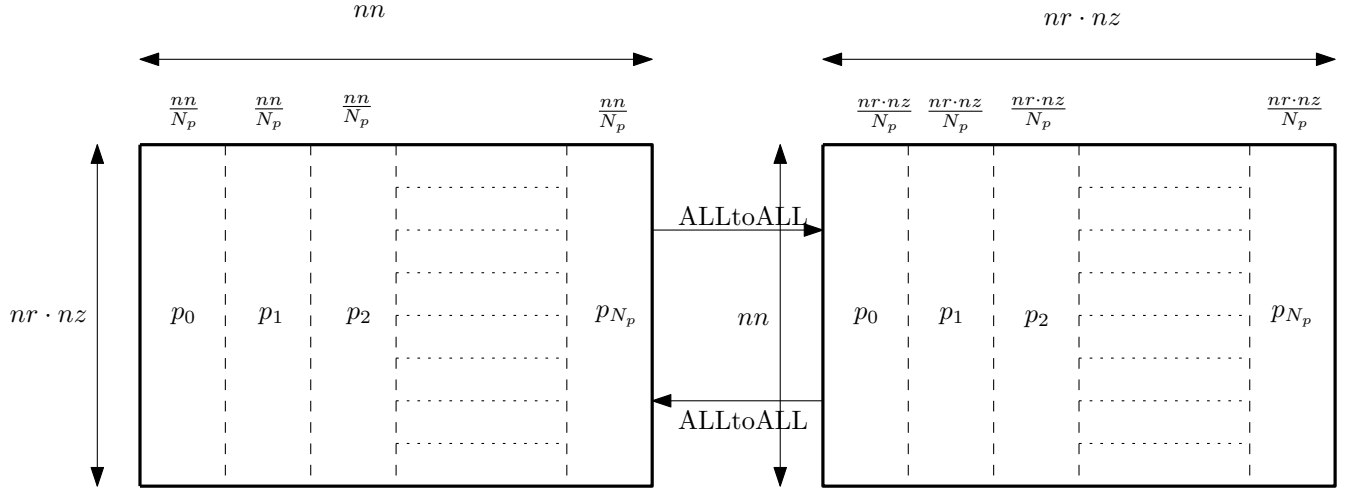 nn
nr · nz
nn/N_p nn/N_p nn/N_p nn/N_p
nr·nz/N_p nr·nz/N_p nr·nz/N_p nr·nz/N_p
ALLtoALL
nr · nz p_0 p_1 p_2 p_{N_p}
nn p_0 p_1 p_2 p_{N_p}
ALLtoALL